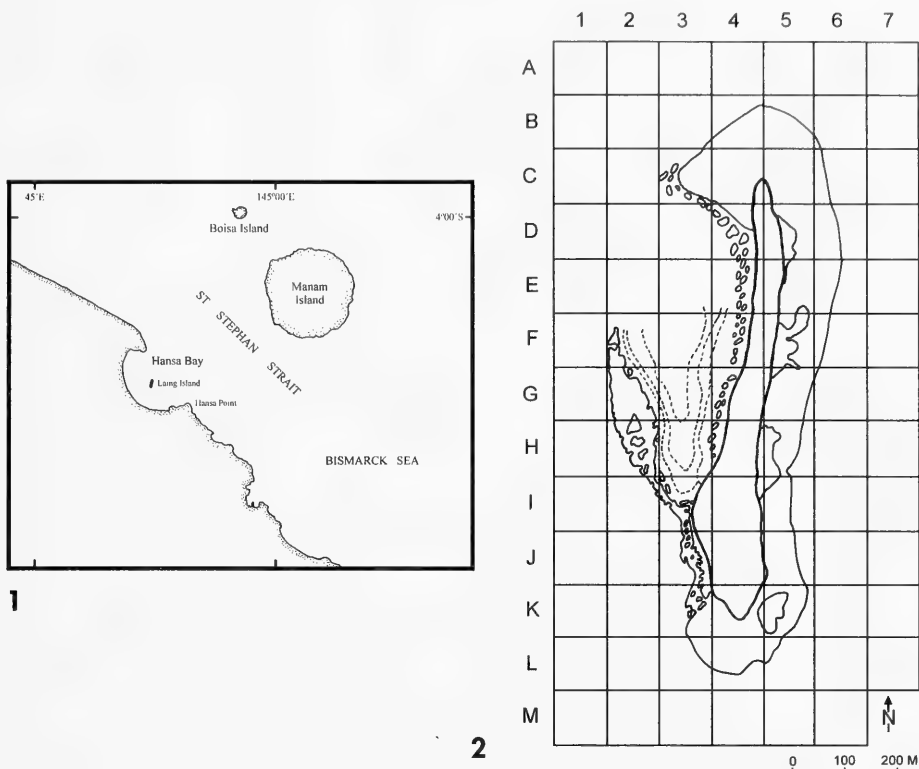 45'E
145°00'E
4°00'S
Boisa Island
Manam
Island
ST STEPHAN STRAIT
Hansa Bay
Laing Island
Hansa Point
BISMARCK SEA
1
1 2 3 4 5 6 7
A
B
C
D
E
F
G
H
I
J
K
L
M
N
0 100 200 M
2